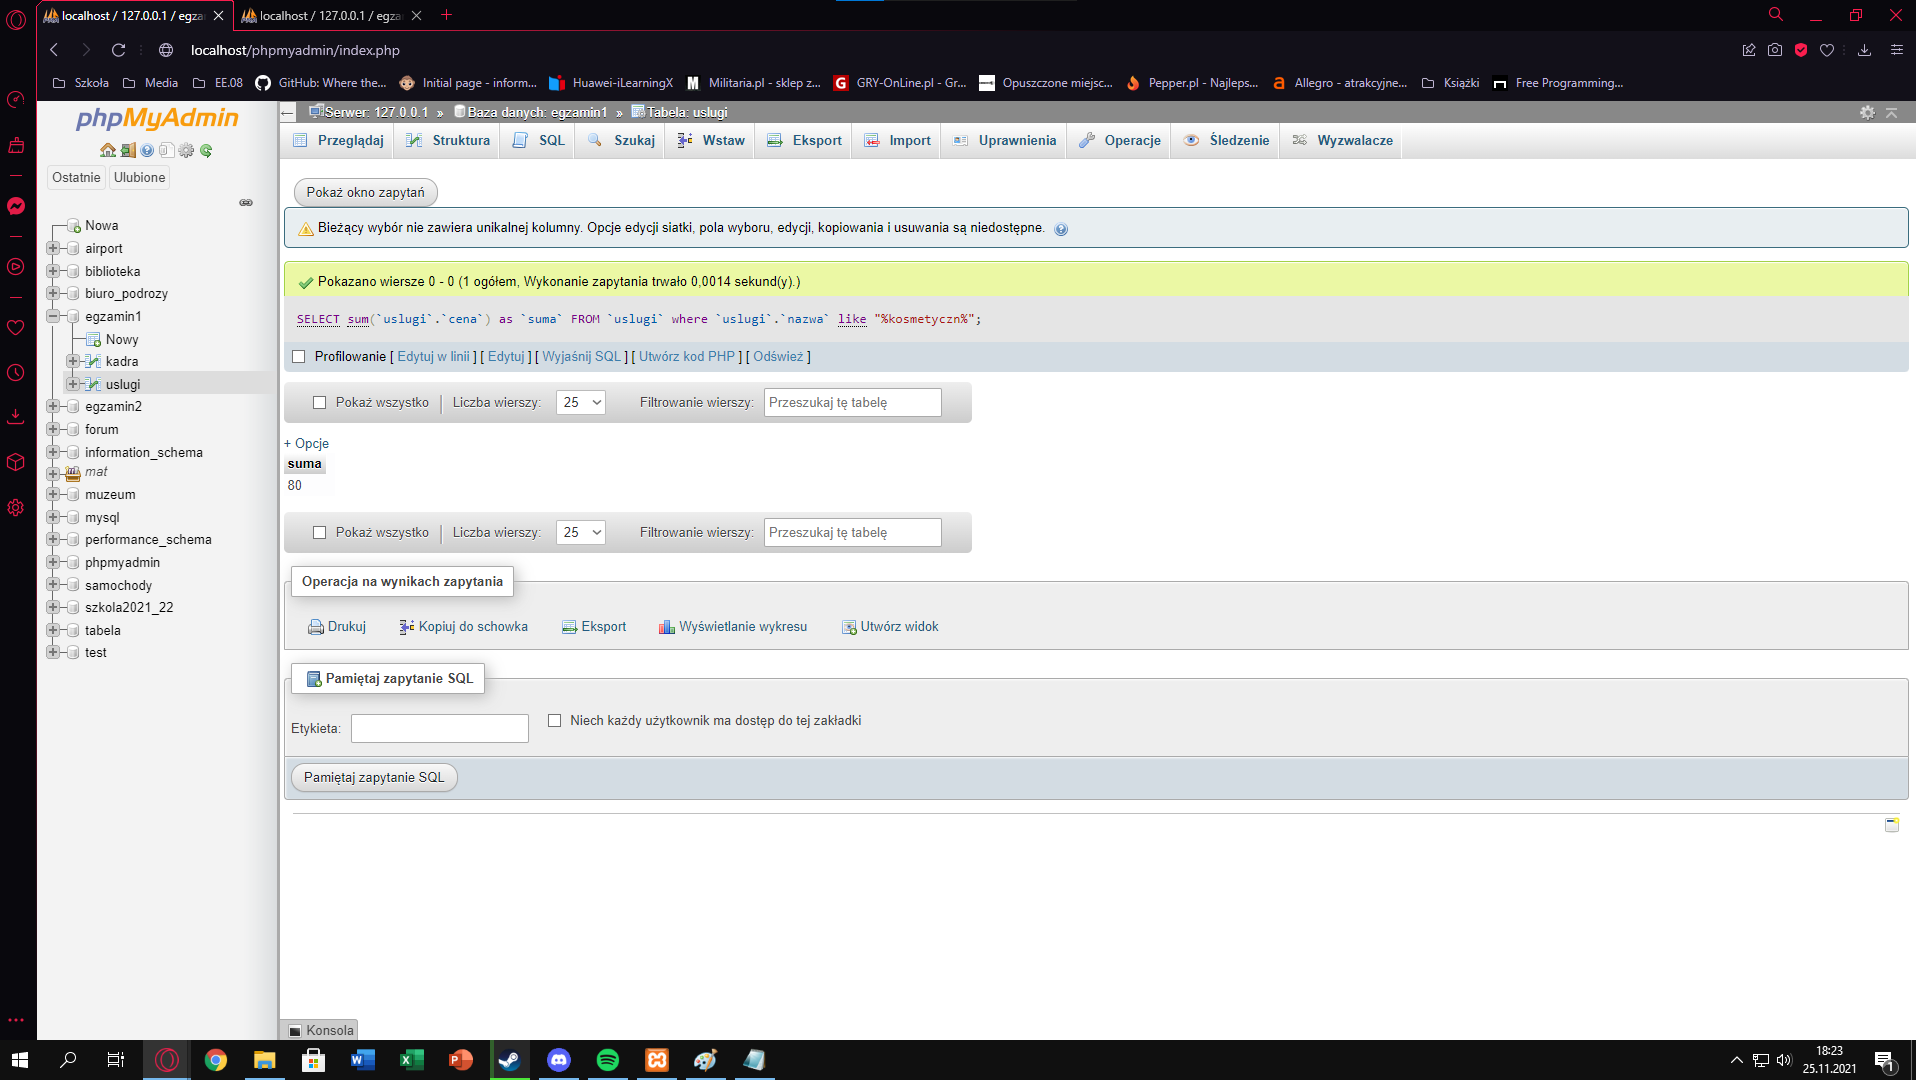 localhost / 127.0.0.1 / egza
localhost / 127.0.0.1 / egza
localhost/phpmyadmin/index.php
Szkoła
Media
EE.08
GitHub: Where the...
Initial page - inform...
Huawei-iLearningX
Militaria.pl - sklep z...
GRY-OnLine.pl - Gr...
Opuszczone miejsc...
Pepper.pl - Najleps...
Allegro - atrakcyjne...
Książki
Free Programming...
phpMyAdmin
Ostatnie Ulubione
Nowa
airport
biblioteka
biuro_podrozy
egzamin1
Nowy
kadra
uslugi
egzamin2
forum
information_schema
mat
muzeum
mysql
performance_schema
phpmyadmin
samochody
szkola2021_22
tabela
test
Serwer: 127.0.0.1 » Baza danych: egzamin1 » Tabela: uslugi
Przeglądaj Struktura SQL Szukaj Wstaw Eksport Import Uprawnienia Operacje Śledzenie Wyzwalacze
Pokaż okno zapytań
Bieżący wybór nie zawiera unikalnej kolumny. Opcje edycji siatki, pola wyboru, edycji, kopiowania i usuwania są niedostępne.
Pokazano wiersze 0 - 0 (1 ogółem, Wykonanie zapytania trwało 0,0014 sekund(y).)
SELECT sum(`uslugi`.`cena`) as `suma` FROM `uslugi` where `uslugi`.`nazwa` like "%kosmetyczn%";
Profilowanie [ Edytuj w linii ] [ Edytuj ] [ Wyjaśnij SQL ] [ Utwórz kod PHP ] [ Odśwież ]
Pokaż wszystko Liczba wierszy: 25 Filtrowanie wierszy: Przeszukaj tę tabelę
+ Opcje
suma
80
Pokaż wszystko Liczba wierszy: 25 Filtrowanie wierszy: Przeszukaj tę tabelę
Operacja na wynikach zapytania
Drukuj Kopiuj do schowka Eksport Wyświetlanie wykresu Utwórz widok
Pamiętaj zapytanie SQL
Etykieta: Niech każdy użytkownik ma dostęp do tej zakładki
Pamiętaj zapytanie SQL
Konsola
18:23
25.11.2021
1